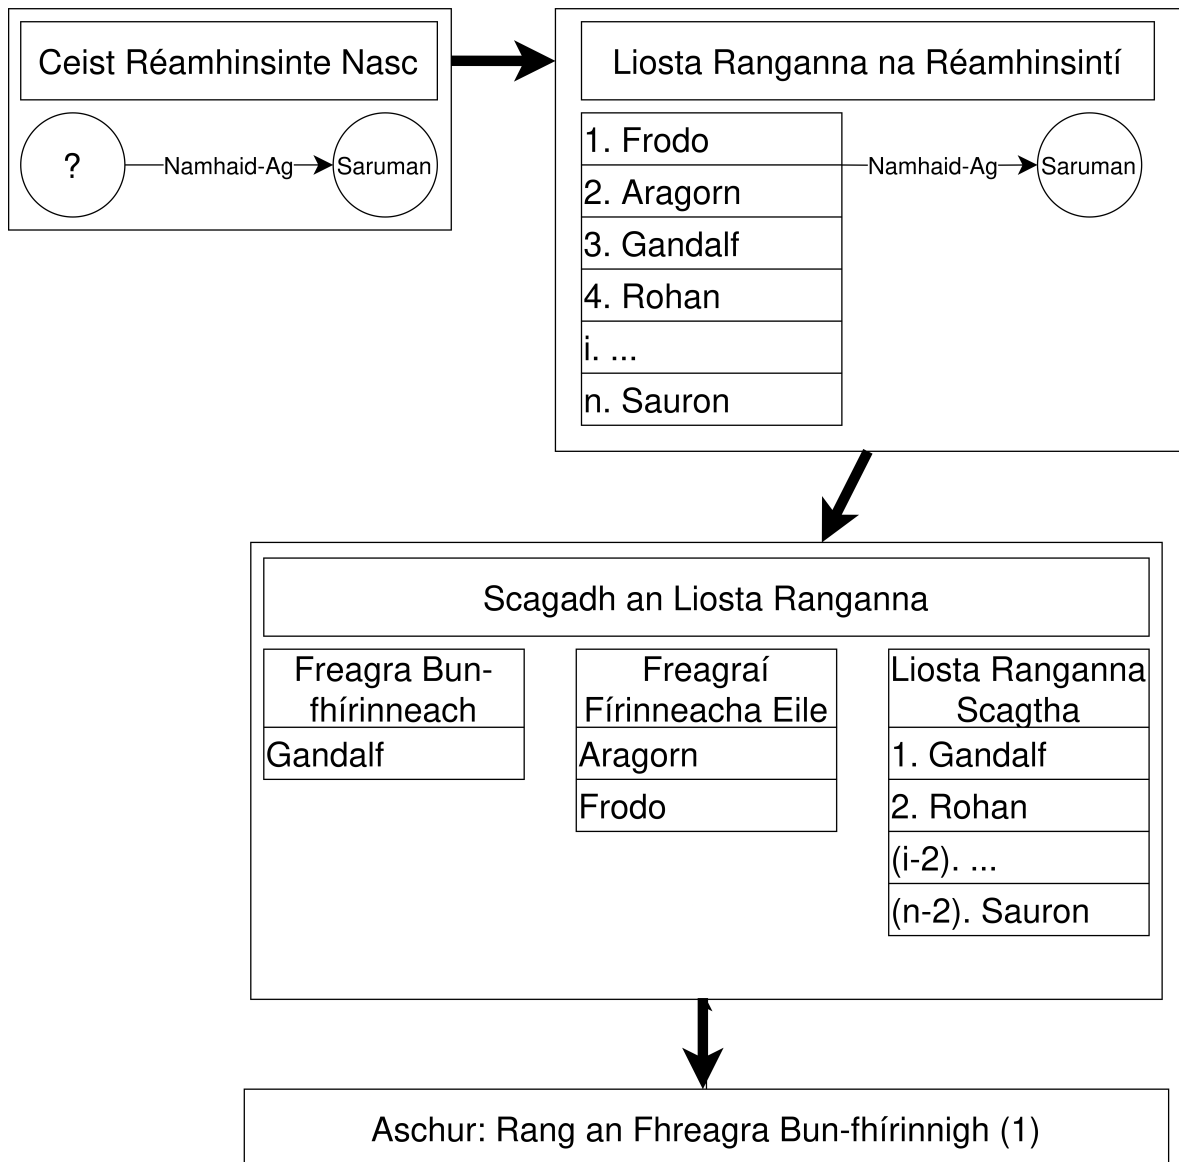 Ceist Réamhinsinte Nasc
?
Namhaid-Ag
Saruman
Liosta Ranganna na Réamhinsintí
1. Frodo
2. Aragorn
3. Gandalf
4. Rohan
i. ...
n. Sauron
Namhaid-Ag
Saruman
Scagadh an Liosta Ranganna
Freagra Bun-
fhírinneach
Gandalf
Freagraí
Fírinneacha Eile
Aragorn
Frodo
Liosta Ranganna
Scagtha
1. Gandalf
2. Rohan
(i-2). ...
(n-2). Sauron
Aschur: Rang an Fhreagra Bun-fhírinnigh (1)